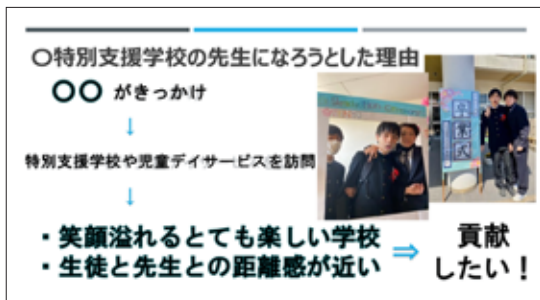 〇特別支援学校の先生になろうとした理由
〇〇 がきっかけ
↓
特別支援学校や児童デイサービスを訪問
↓
・笑顔溢れるとても楽しい学校
・生徒と先生との距離感が近い
⇒
貢献
したい！